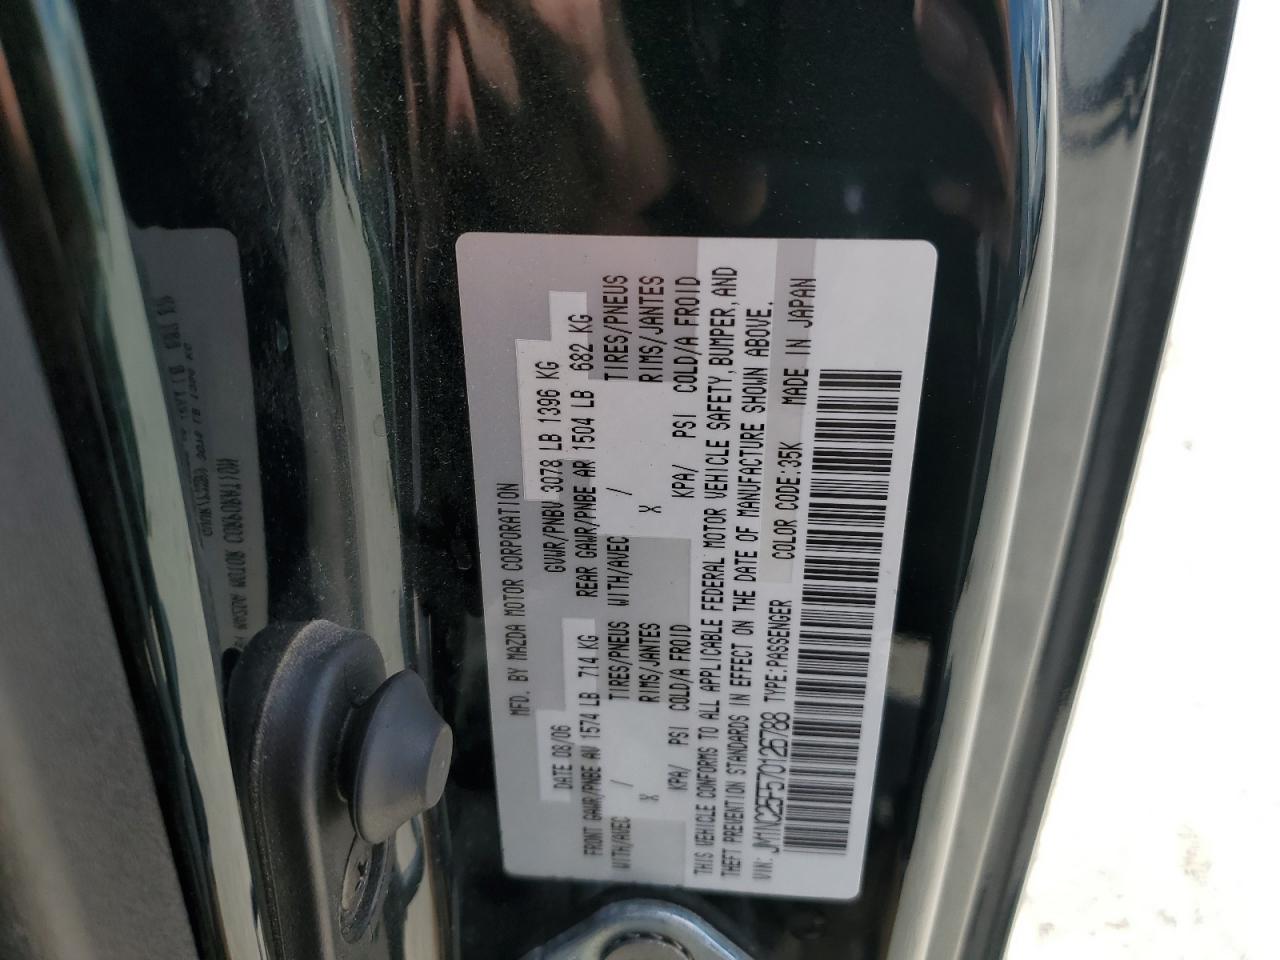 MFD. BY MAZDA MOTOR CORPORATION
DATE 08/06 GVWR/PNBV 3078 LB 1396 KG
FRONT GAWR/PNBE AV 1574 LB 714 KG REAR GAWR/PNBE AR 1504 LB 682 KG
WITH/AVEC / TIRES/PNEUS WITH/AVEC / TIRES/PNEUS
X RIMS/JANTES X RIMS/JANTES
KPA/ PSI COLD/A FROID KPA/ PSI COLD/A FROID
THIS VEHICLE CONFORMS TO ALL APPLICABLE FEDERAL MOTOR VEHICLE SAFETY, BUMPER, AND
THEFT PREVENTION STANDARDS IN EFFECT ON THE DATE OF MANUFACTURE SHOWN ABOVE.
VIN: JM1NC25F570126788 TYPE:PASSENGER COLOR CODE:35K MADE IN JAPAN